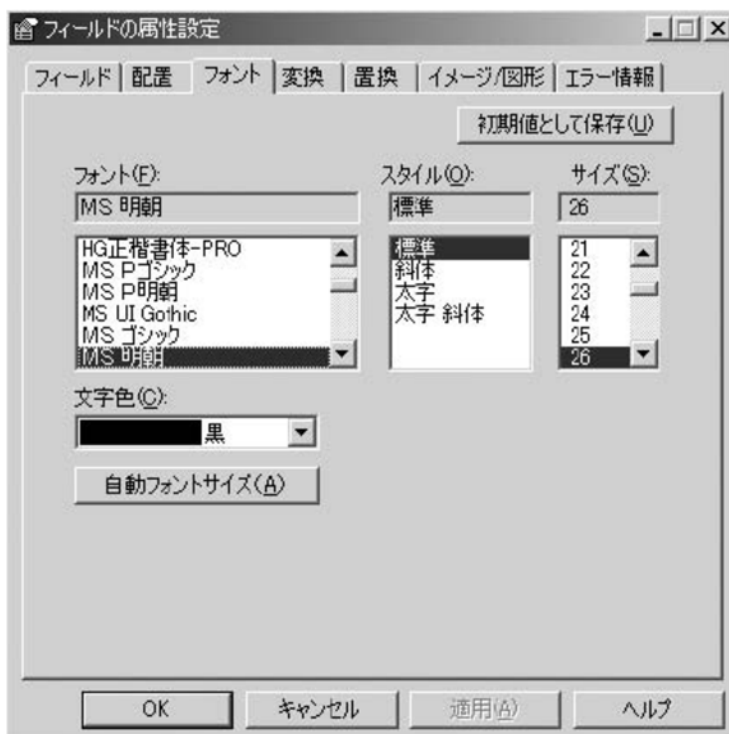 フィールドの属性設定
フィールド 配置 フォント 変換 置換 イメージ/図形 エラー情報
初期値として保存(U)
フォント(F): スタイル(O): サイズ(S):
MS 明朝 標準 26
HG正楷書体-PRO 標準 21
MS Pゴシック 斜体 22
MS P明朝 太字 23
MS UI Gothic 太字 斜体 24
MS ゴシック 25
MS 明朝 26
文字色(C):
黒
自動フォントサイズ(A)
OK キャンセル 適用(A) ヘルプ